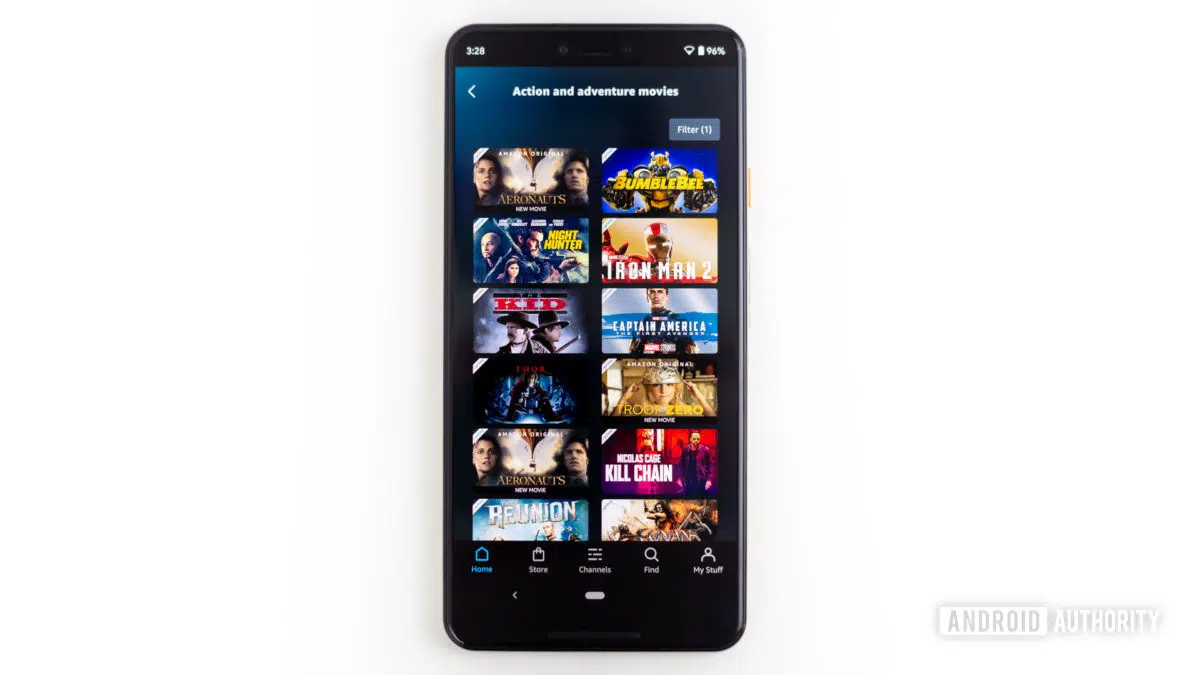 3:28
96%
Action and adventure movies
Filter (1)
AMAZON ORIGINAL
AERONAUTS
NEW MOVIE
BUMBLEBEE
NIGHT
HUNTER
IRON MAN 2
THE
KID
CAPTAIN AMERICA
THE FIRST AVENGER
MARVEL STUDIOS
THOR
AMAZON ORIGINAL
TROOP ZERO
NEW MOVIE
AMAZON ORIGINAL
AERONAUTS
NEW MOVIE
NICOLAS CAGE
KILL CHAIN
REUNION
CONAN
Home
Store
Channels
Find
My Stuff
ANDROID AUTHORITY